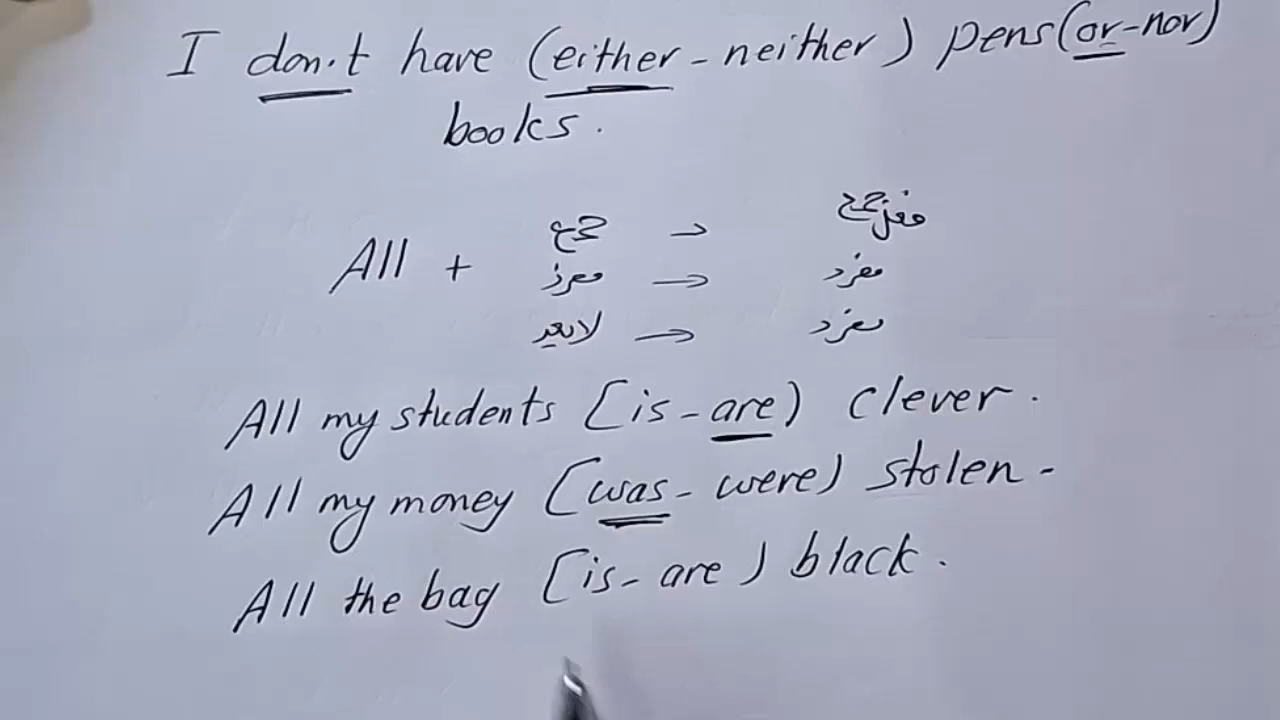 I don't have (either - neither) pens (or - nor)
books.
جمع → فعل جمع
All + مفرد → مفرد
لا يعد → مفرد
All my students (is - are) clever.
All my money (was - were) stolen -
All the bag (is - are) black.